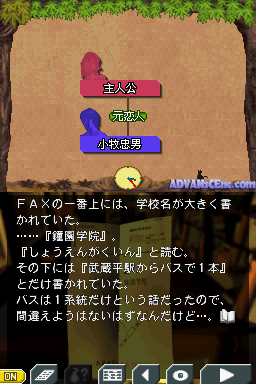 主人公
元恋人
小牧忠男
ADVANsCEne.com
ＦＡＸの一番上には、学校名が大きく書
かれていた。
……『鐘園学院』。
『しょうえんがくいん』と読む。
その下には『武蔵平駅からバスで１本』
とだけ書かれていた。
バスは１系統だけという話だったので、
間違えようはないはずなんだけど…。
ON